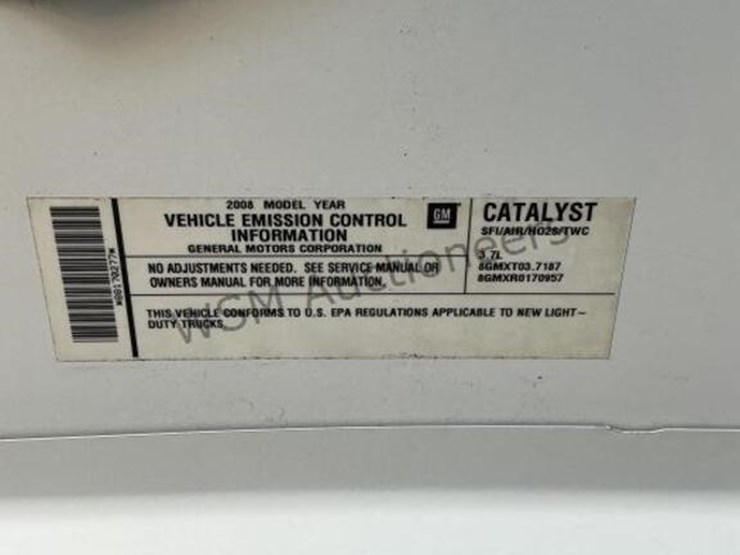 2008 MODEL YEAR
VEHICLE EMISSION CONTROL
INFORMATION
GENERAL MOTORS CORPORATION
GM
CATALYST
SFI/AIR/HO2S/TWC
NO ADJUSTMENTS NEEDED. SEE SERVICE MANUAL OR
OWNERS MANUAL FOR MORE INFORMATION.
3.7L
8GMXT03.7187
8GMXR0170957
THIS VEHICLE CONFORMS TO U.S. EPA REGULATIONS APPLICABLE TO NEW LIGHT-
DUTY TRUCKS
WSM Auctioneers